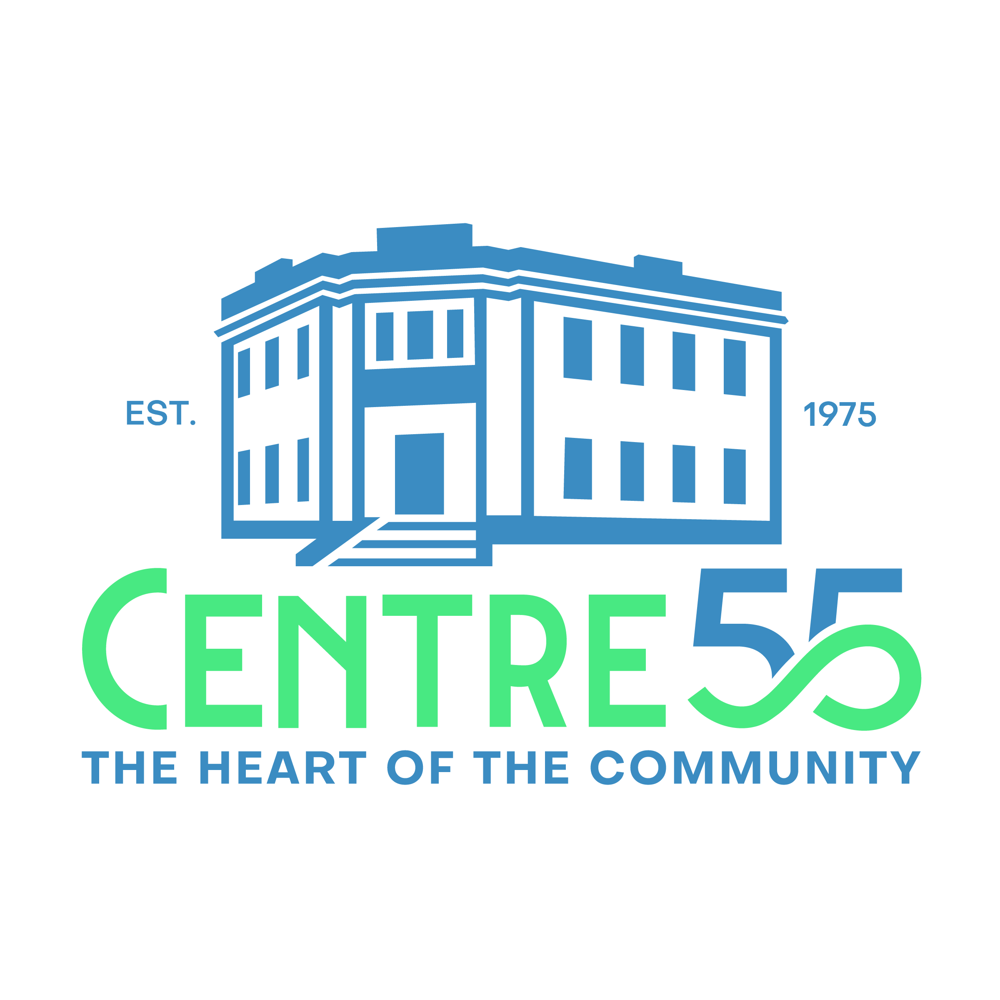 EST.
1975
CENTRE55
THE HEART OF THE COMMUNITY